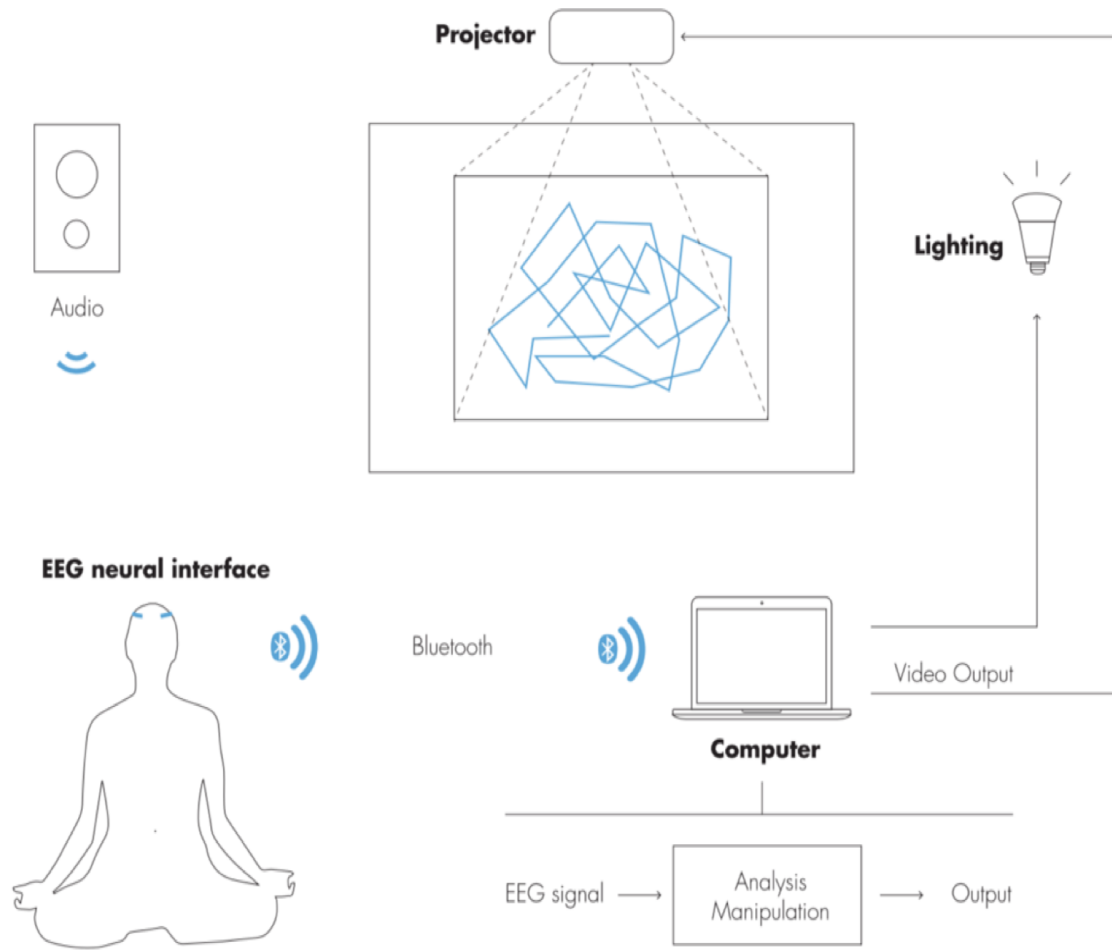 Projector
Audio
Lighting
EEG neural interface
Bluetooth
Video Output
Computer
EEG signal
Analysis
Manipulation
Output